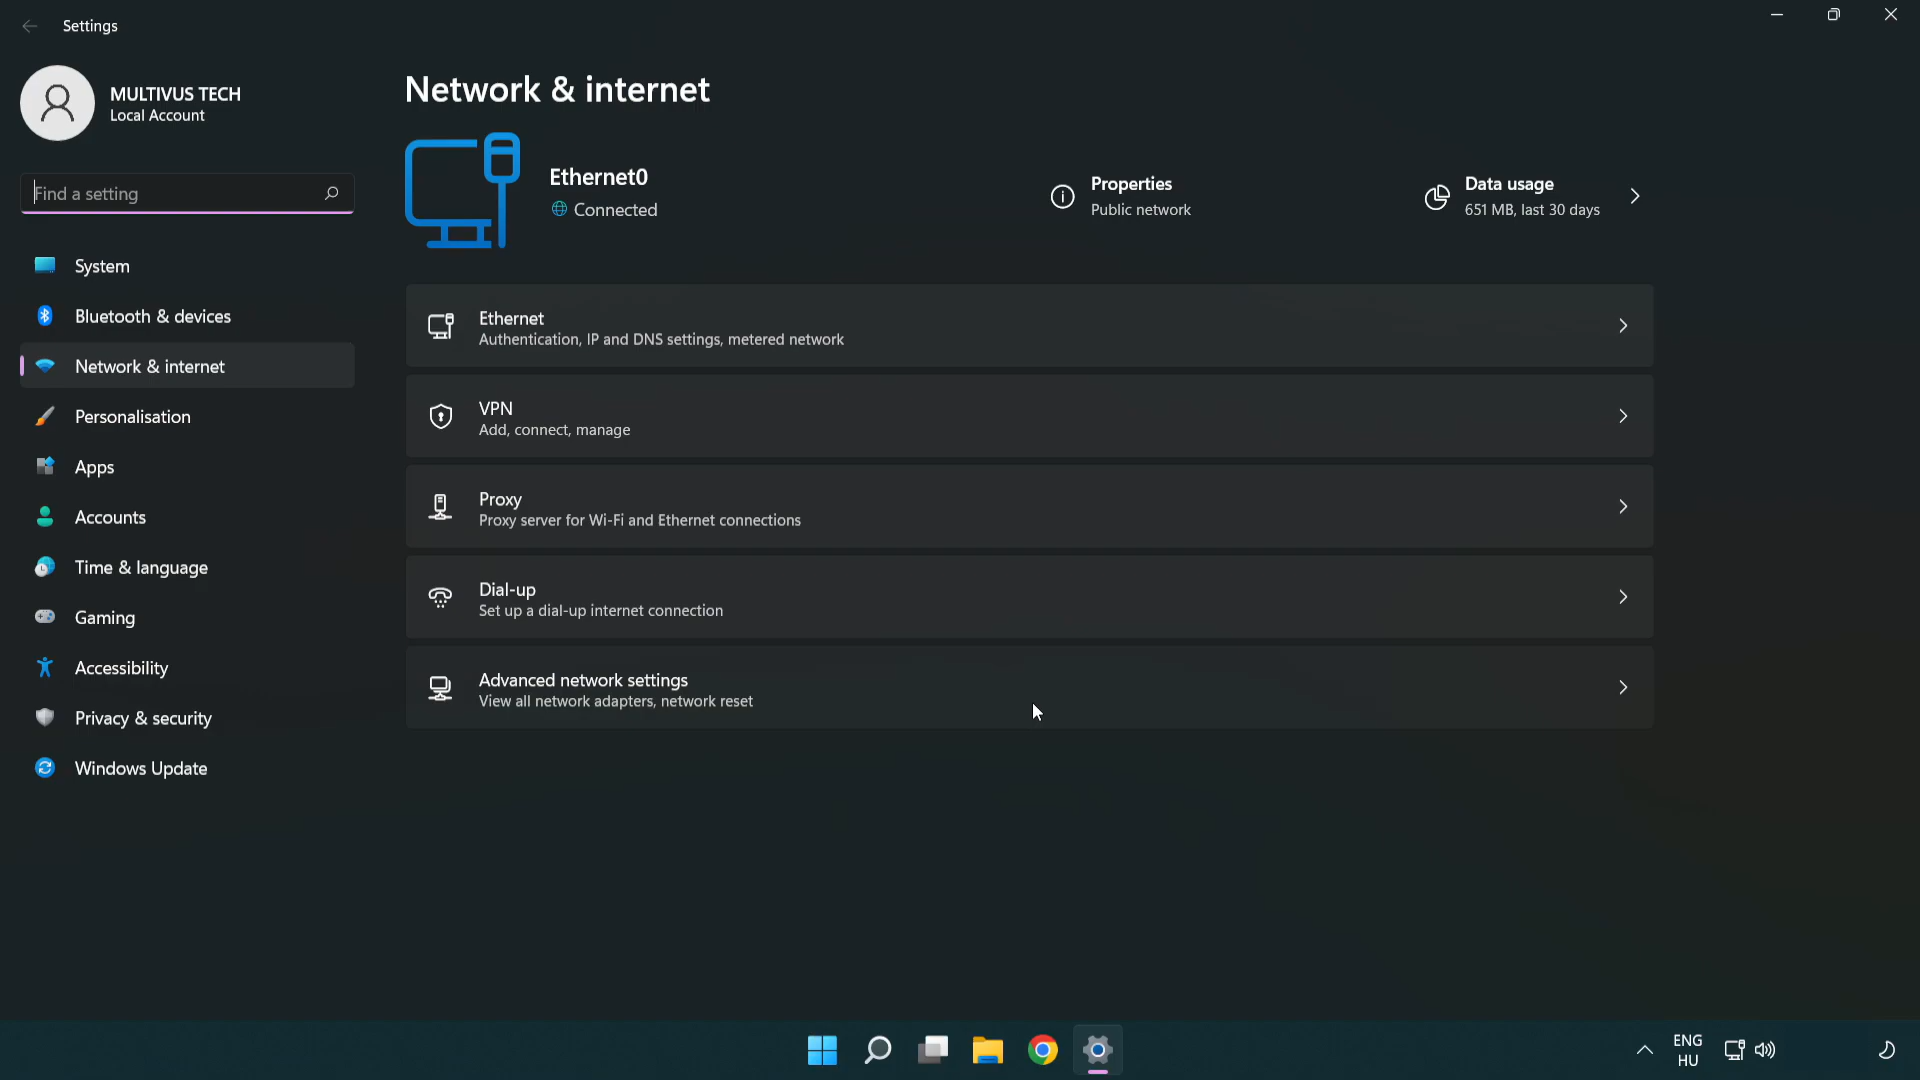 Settings
MULTIVUS TECH
Local Account
Find a setting
System
Bluetooth & devices
Network & internet
Personalisation
Apps
Accounts
Time & language
Gaming
Accessibility
Privacy & security
Windows Update
Network & internet
Ethernet0
Connected
Properties
Public network
Data usage
651 MB, last 30 days
Ethernet
Authentication, IP and DNS settings, metered network
VPN
Add, connect, manage
Proxy
Proxy server for Wi-Fi and Ethernet connections
Dial-up
Set up a dial-up internet connection
Advanced network settings
View all network adapters, network reset
ENG
HU